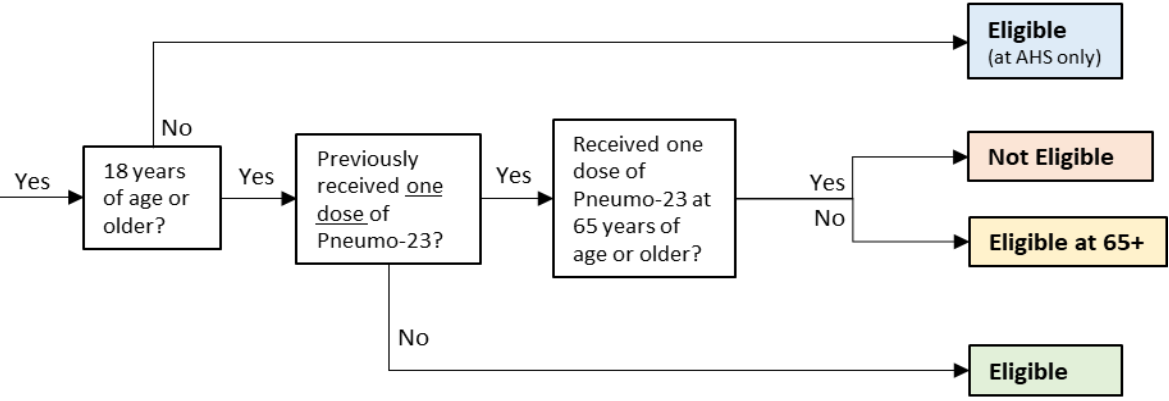 Eligible
(at AHS only)
No
Yes
18 years
of age or
older?
Yes
Previously
received one
dose of
Pneumo-23?
Yes
Received one
dose of
Pneumo-23 at
65 years of
age or older?
Yes
No
Not Eligible
Eligible at 65+
No
Eligible